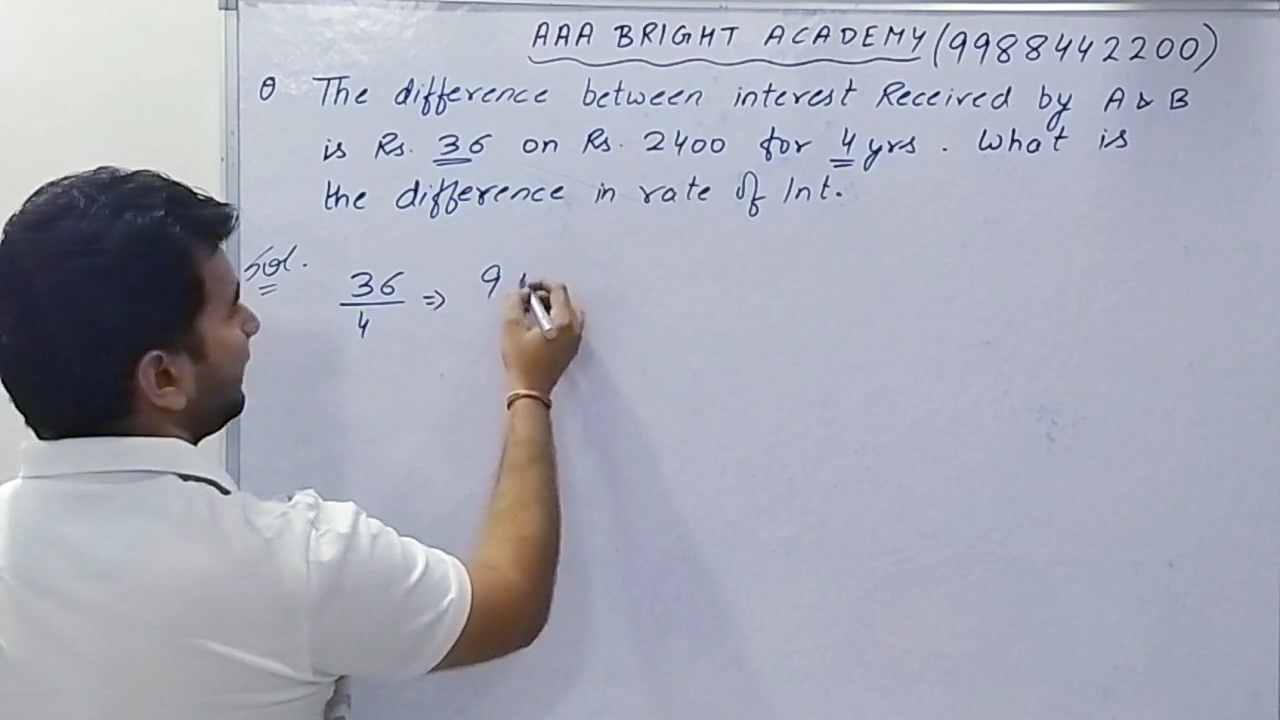 AAA BRIGHT ACADEMY (9988442200)
Q The difference between interest Received by A & B
is Rs. 36 on Rs. 2400 for 4 yrs. What is
the difference in rate of Int.
Sol.
36
4 ⇒ 9